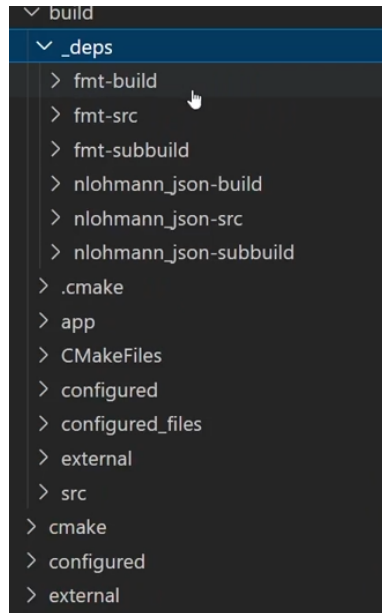 build
_deps
fmt-build
fmt-src
fmt-subbuild
nlohmann_json-build
nlohmann_json-src
nlohmann_json-subbuild
.cmake
app
CMakeFiles
configured
configured_files
external
src
cmake
configured
external